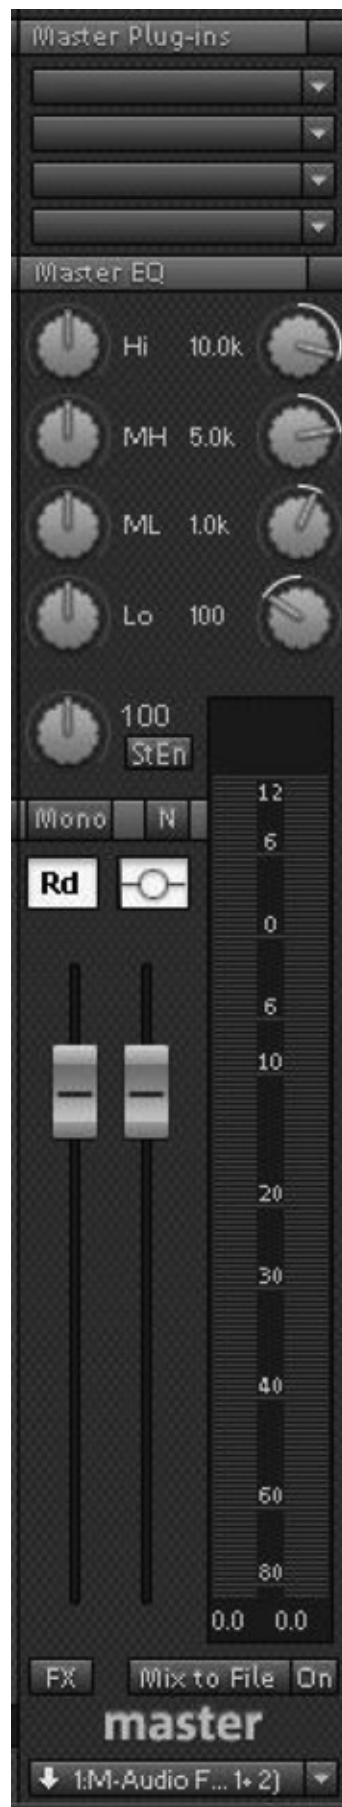 Master Plug-ins
Master EQ
Hi 10.0k
MH 5.0k
ML 1.0k
Lo 100
100
StEn
Mono N
Rd
12
6
0
6
10
20
30
40
60
80
0.0 0.0
FX Mix to File On
master
1:M-Audio F... 1+ 2)